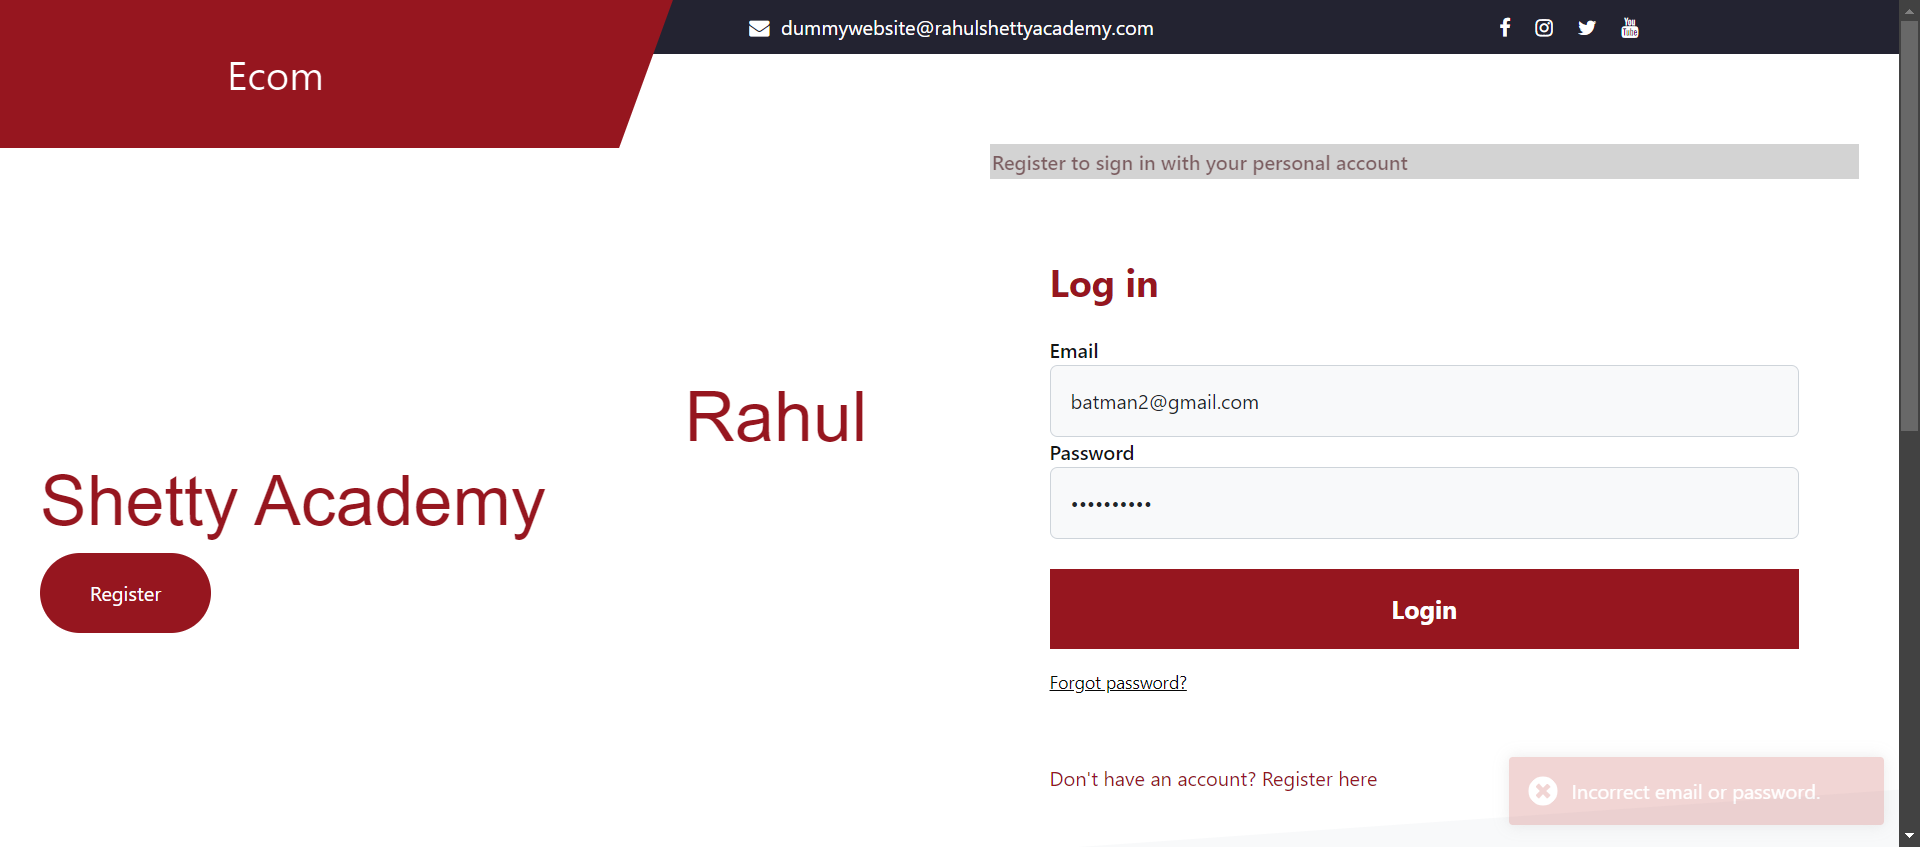 dummywebsite@rahulshettyacademy.com
Ecom
Register to sign in with your personal account
Log in
Email
batman2@gmail.com
Password
••••••••••
Rahul
Shetty Academy
Register
Login
Forgot password?
Don't have an account? Register here
Incorrect email or password.